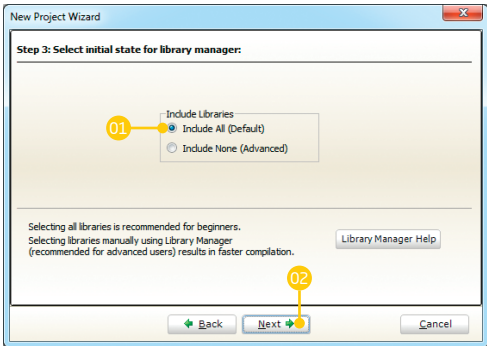 New Project Wizard
x
Step 3: Select initial state for library manager:
Include Libraries
01
Include All (Default)
Include None (Advanced)
Selecting all libraries is recommended for beginners.
Selecting libraries manually using Library Manager
(recommended for advanced users) results in faster compilation.
Library Manager Help
02
Back
Next
Cancel